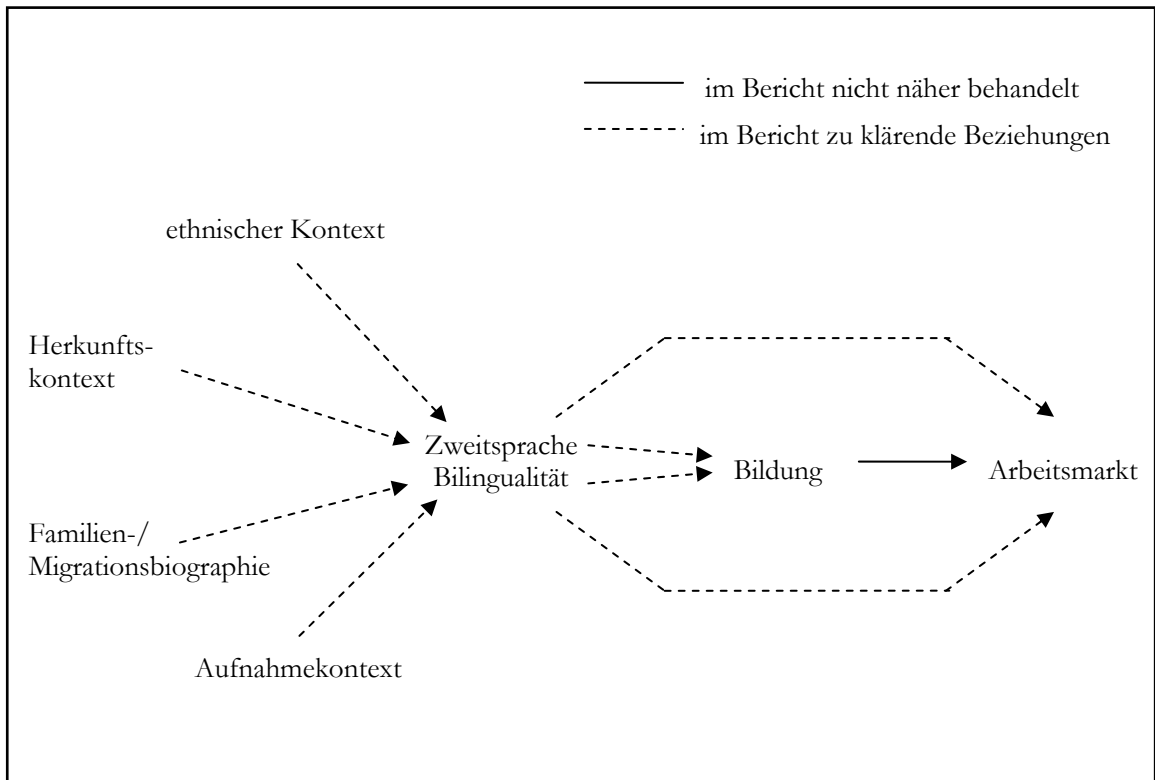 im Bericht nicht näher behandelt
im Bericht zu klärende Beziehungen
ethnischer Kontext
Herkunfts-
kontext
Zweitsprache
Bilingualität
Bildung
Arbeitsmarkt
Familien-/
Migrationsbiographie
Aufnahmekontext